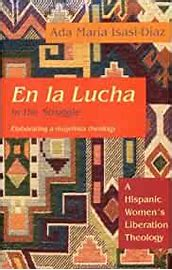 Ada María Isasi-Díaz
En la Lucha
In the Struggle
Elaborating a mujerista theology
A
Hispanic
Women's
Liberation
Theology